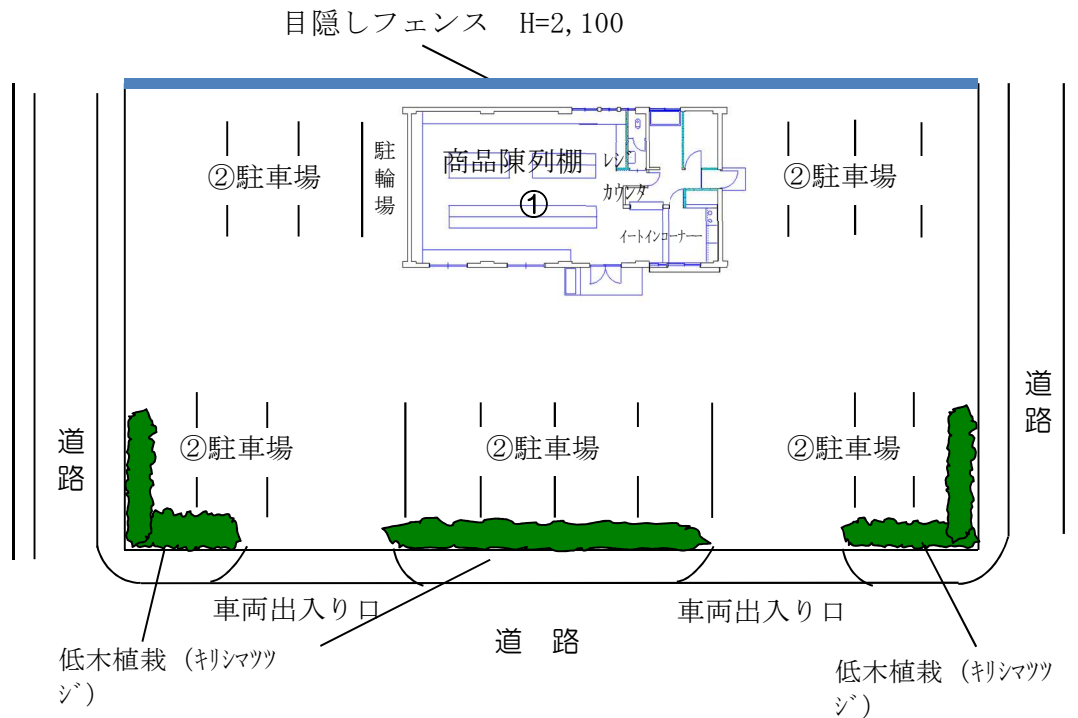 目隠しフェンス H=2,100
②駐車場
駐輪場
商品陳列棚
①
レジ
カウンタ
イートインコーナー
②駐車場
道路
②駐車場
②駐車場
②駐車場
道路
車両出入り口
車両出入り口
道 路
低木植栽 (ｷﾘｼﾏﾂﾂ
ｼﾞ)
低木植栽 (ｷﾘｼﾏﾂﾂ
ｼﾞ)